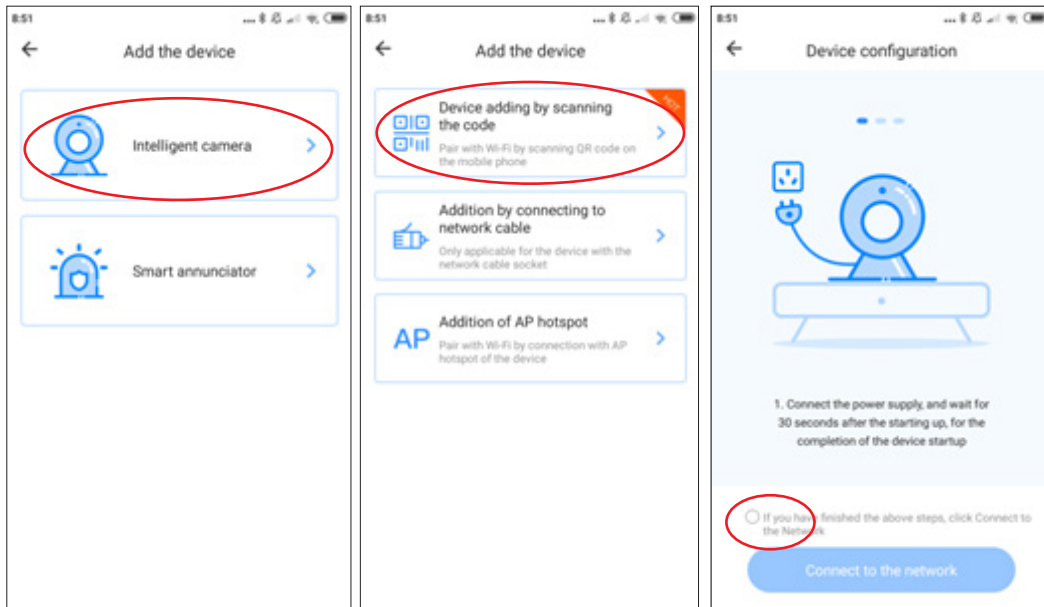 8:51
Add the device
Intelligent camera
Smart annunciator
8:51
Add the device
HOT
Device adding by scanning
the code
Pair with Wi-Fi by scanning QR code on
the mobile phone
Addition by connecting to
network cable
Only applicable for the device with the
network cable socket
AP
Addition of AP hotspot
Pair with Wi-Fi by connection with AP
hotspot of the device
8:51
Device configuration
1. Connect the power supply, and wait for
30 seconds after the starting up, for the
completion of the device startup
If you have finished the above steps, click Connect to
the Network
Connect to the network